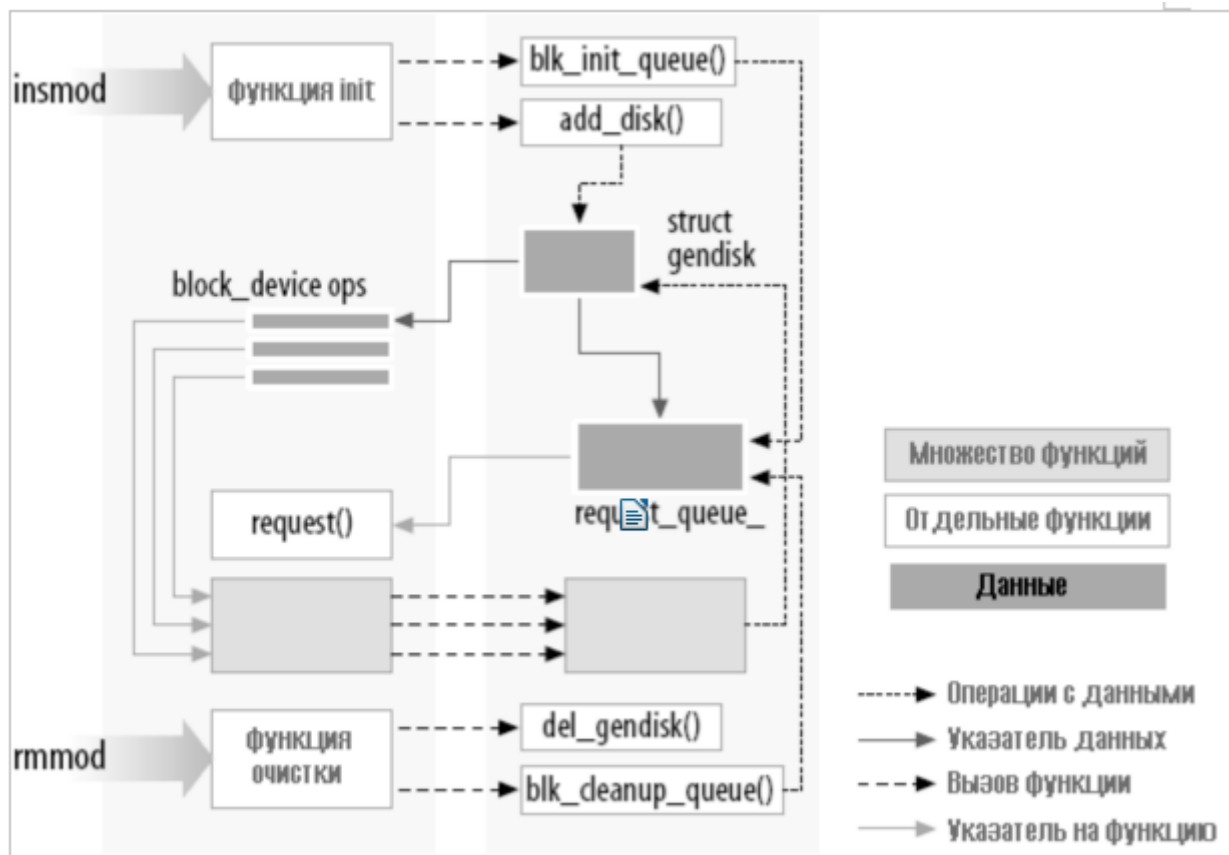 insmod
функция init
blk_init_queue()
add_disk()
struct
gendisk
block_device ops
request()
Множество функций
Отдельные функции
Данные
Операции с данными
Указатель данных
Вызов функции
Указатель на функцию
rmmod
функция
очистки
del_gendisk()
blk_cleanup_queue()